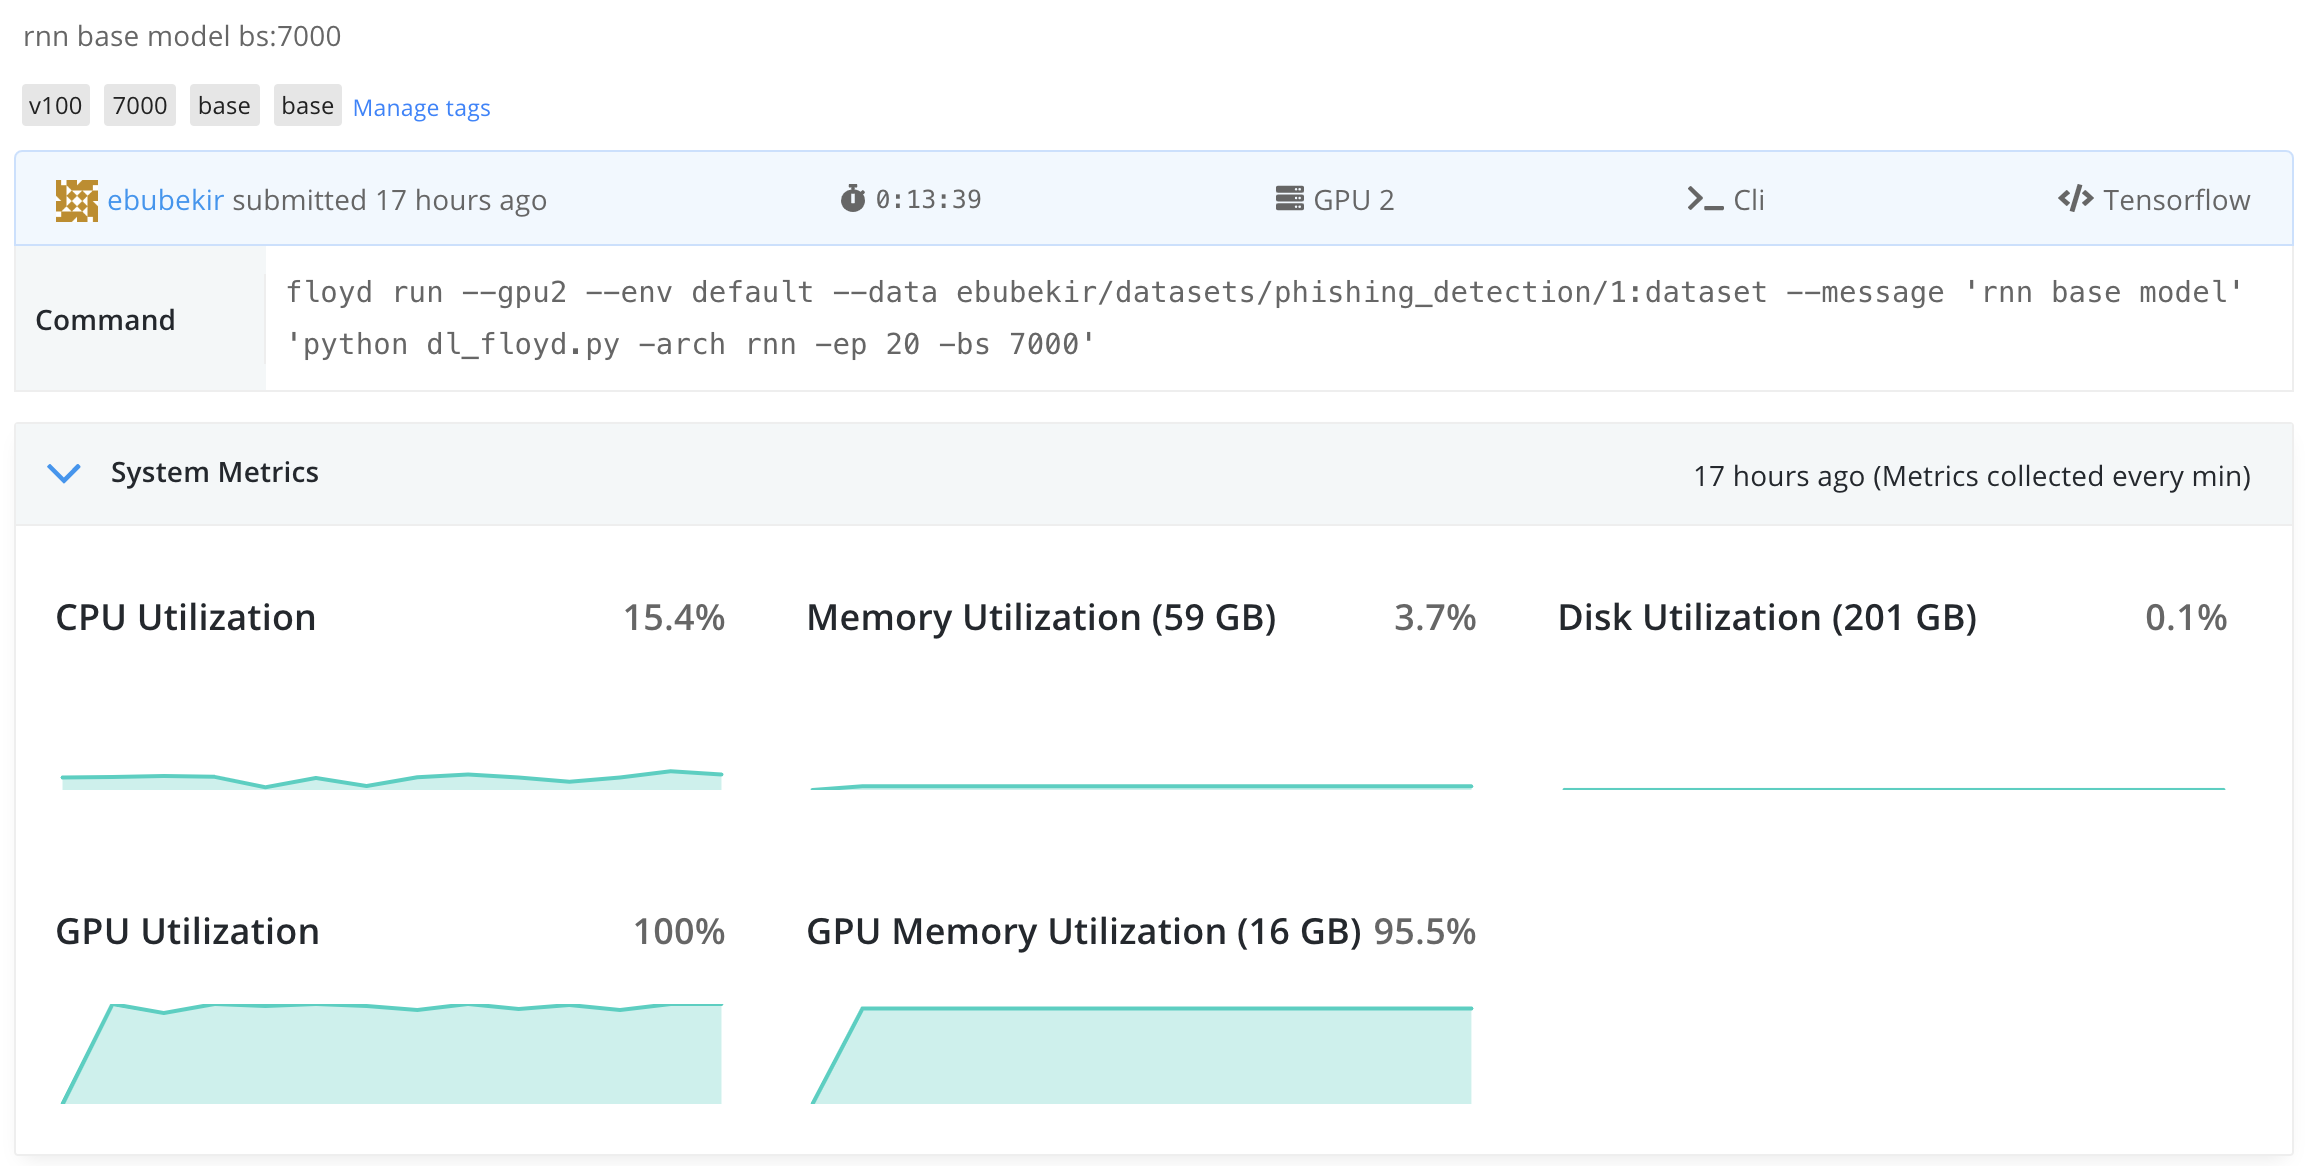 rnn base model bs:7000
v100 7000 base base Manage tags
ebubekir submitted 17 hours ago 0:13:39 GPU 2 Cli Tensorflow
Command
floyd run --gpu2 --env default --data ebubekir/datasets/phishing_detection/1:dataset --message 'rnn base model'
'python dl_floyd.py -arch rnn -ep 20 -bs 7000'
System Metrics 17 hours ago (Metrics collected every min)
CPU Utilization 15.4% Memory Utilization (59 GB) 3.7% Disk Utilization (201 GB) 0.1%
GPU Utilization 100% GPU Memory Utilization (16 GB) 95.5%